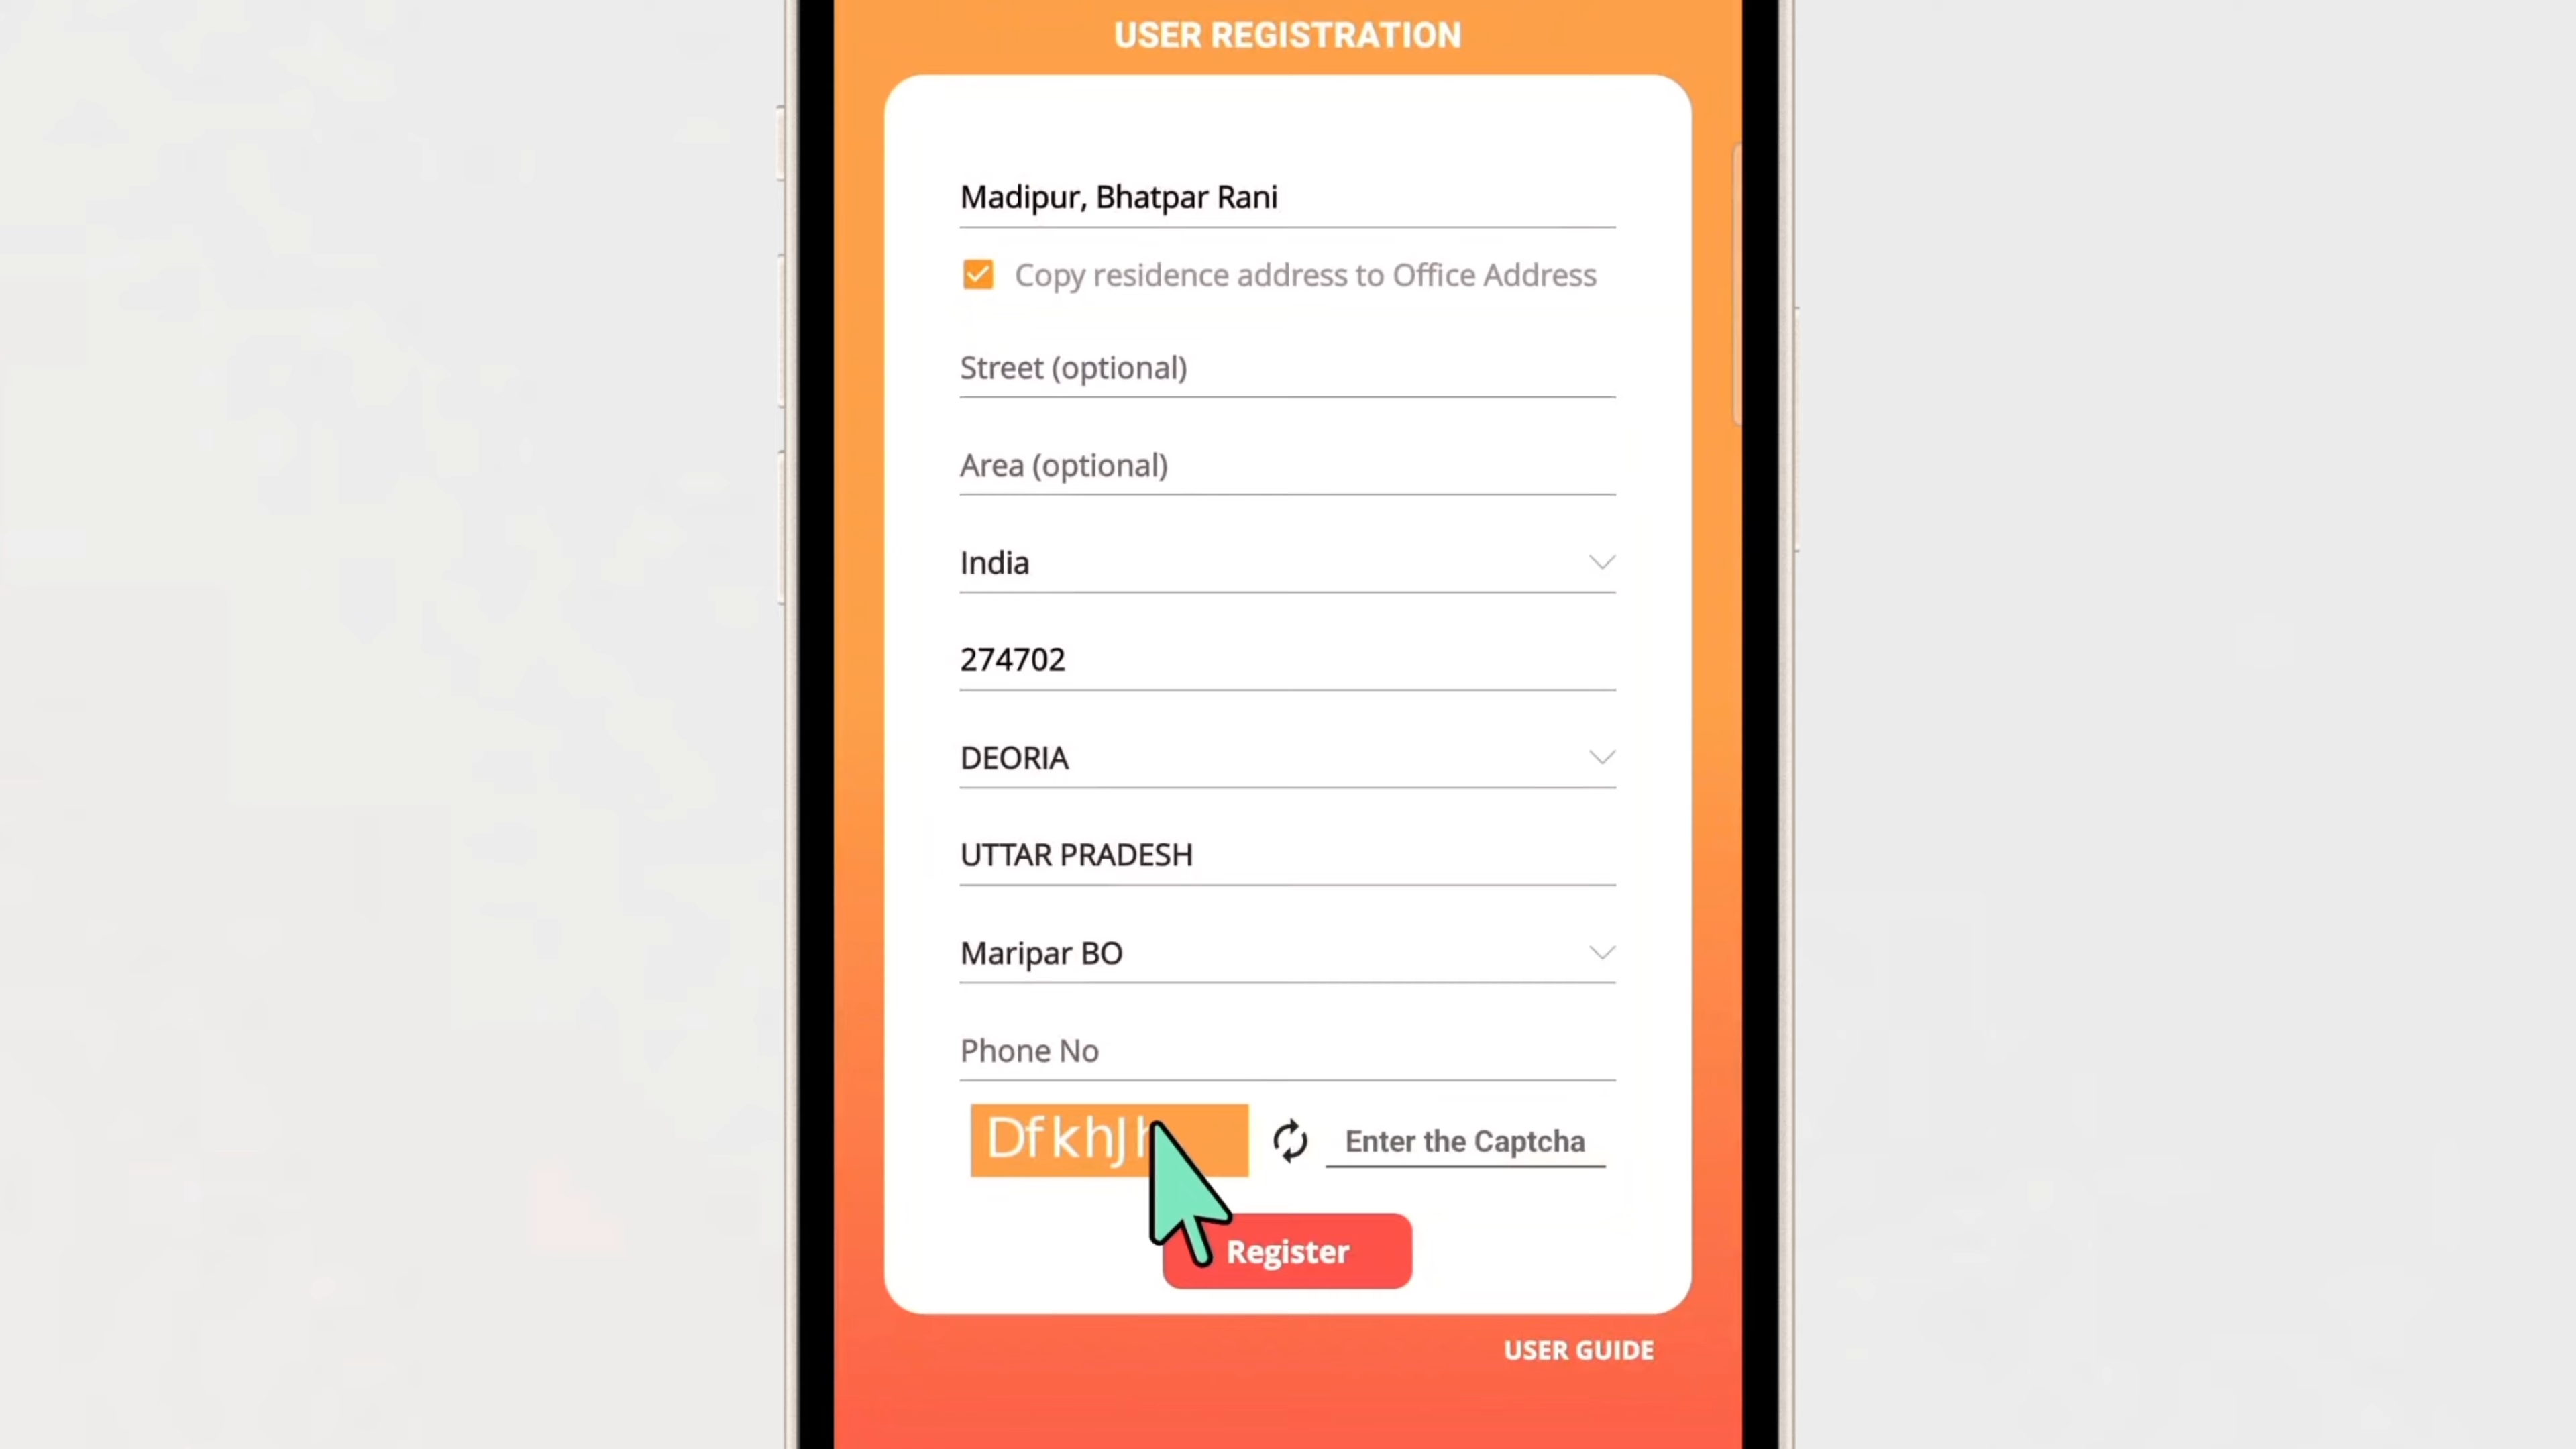 USER REGISTRATION
Madipur, Bhatpar Rani
Copy residence address to Office Address
Street (optional)
Area (optional)
India
274702
DEORIA
UTTAR PRADESH
Maripar BO
Phone No
Enter the Captcha
Register
USER GUIDE